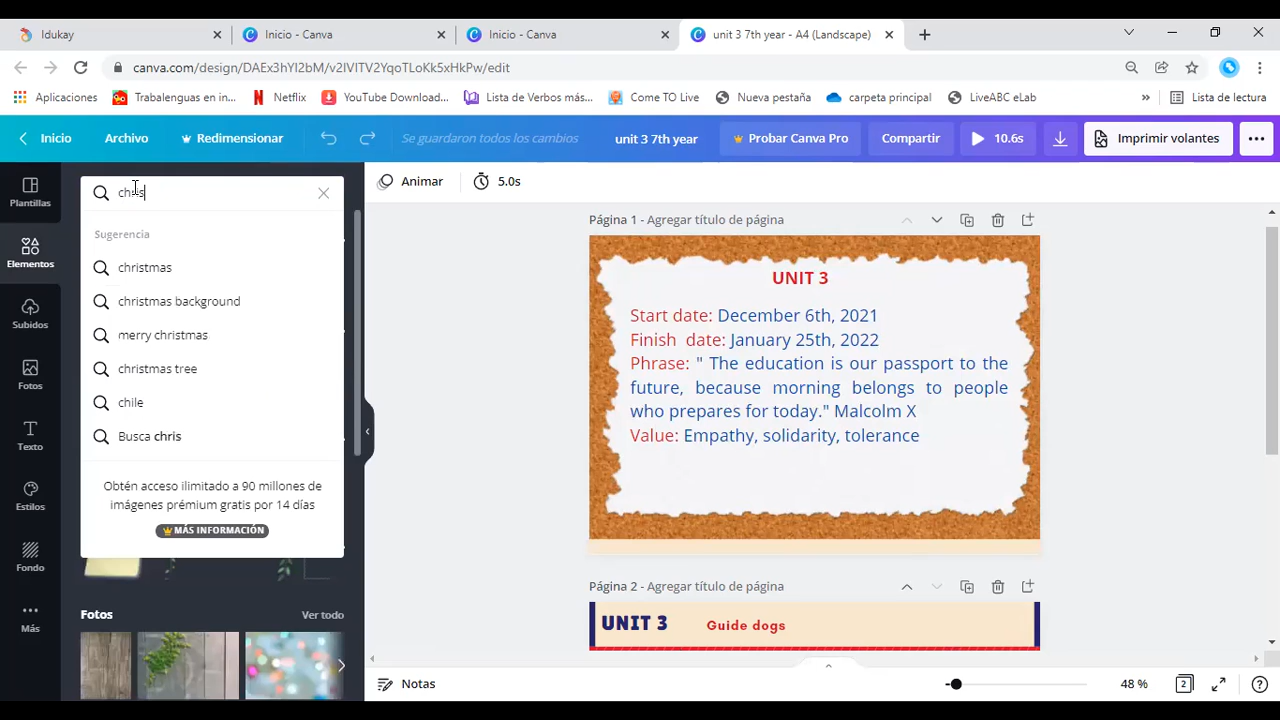 Idukay
Inicio - Canva
Inicio - Canva
unit 3 7th year - A4 (Landscape)
canva.com/design/DAEx3hYI2bM/v2IVITV2YqoTLoKk5xHkPw/edit
Aplicaciones
Trabalenguas en in...
Netflix
YouTube Download...
Lista de Verbos más...
Come TO Live
Nueva pestaña
carpeta principal
LiveABC eLab
»
Lista de lectura
Inicio
Archivo
Redimensionar
Se guardaron todos los cambios
unit 3 7th year
Probar Canva Pro
Compartir
10.6s
Imprimir volantes
Plantillas
Elementos
Subidos
Fotos
Texto
Estilos
Fondo
Más
chris
Sugerencia
christmas
christmas background
merry christmas
christmas tree
chile
Busca chris
Obtén acceso ilimitado a 90 millones de
imágenes prémium gratis por 14 días
MÁS INFORMACIÓN
Fotos
Ver todo
Animar
5.0s
Página 1 - Agregar título de página
UNIT 3
Start date: December 6th, 2021
Finish date: January 25th, 2022
Phrase: " The education is our passport to the
future, because morning belongs to people
who prepares for today." Malcolm X
Value: Empathy, solidarity, tolerance
Página 2 - Agregar título de página
UNIT 3
Guide dogs
Notas
48 %
2